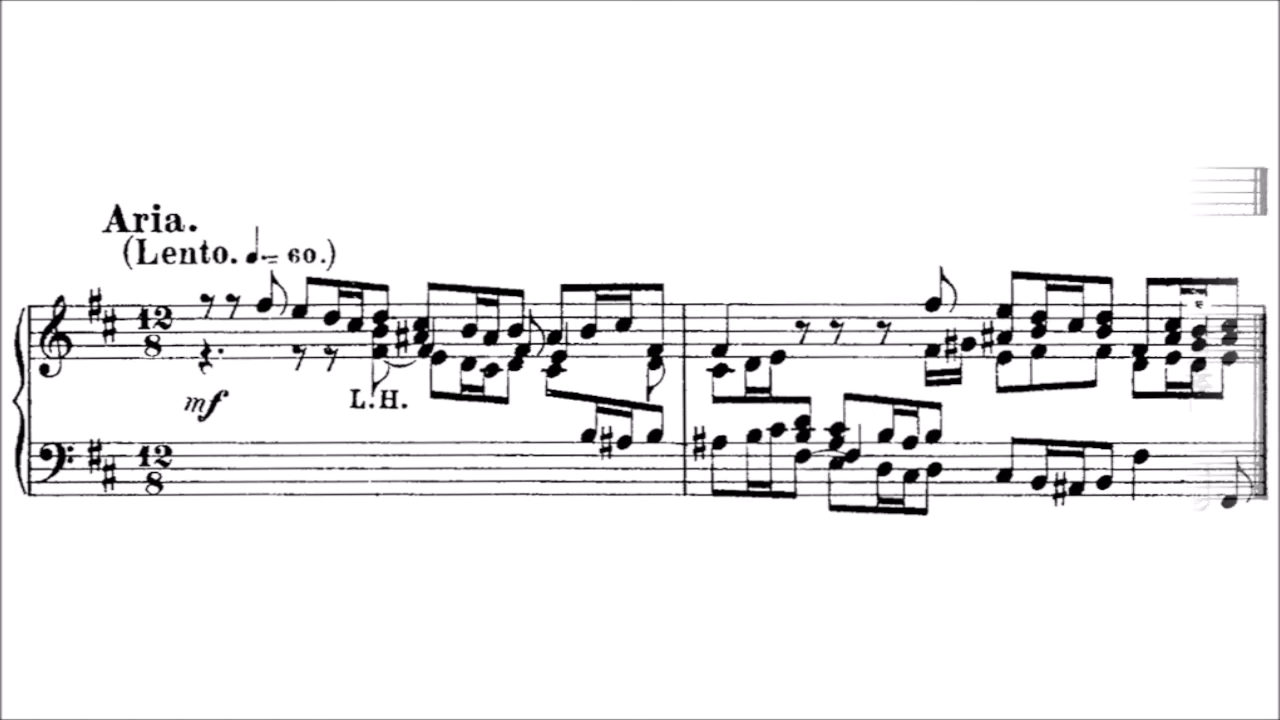 Aria.
(Lento. ♩.= 60.)
12
8
mf
L.H.
12
8